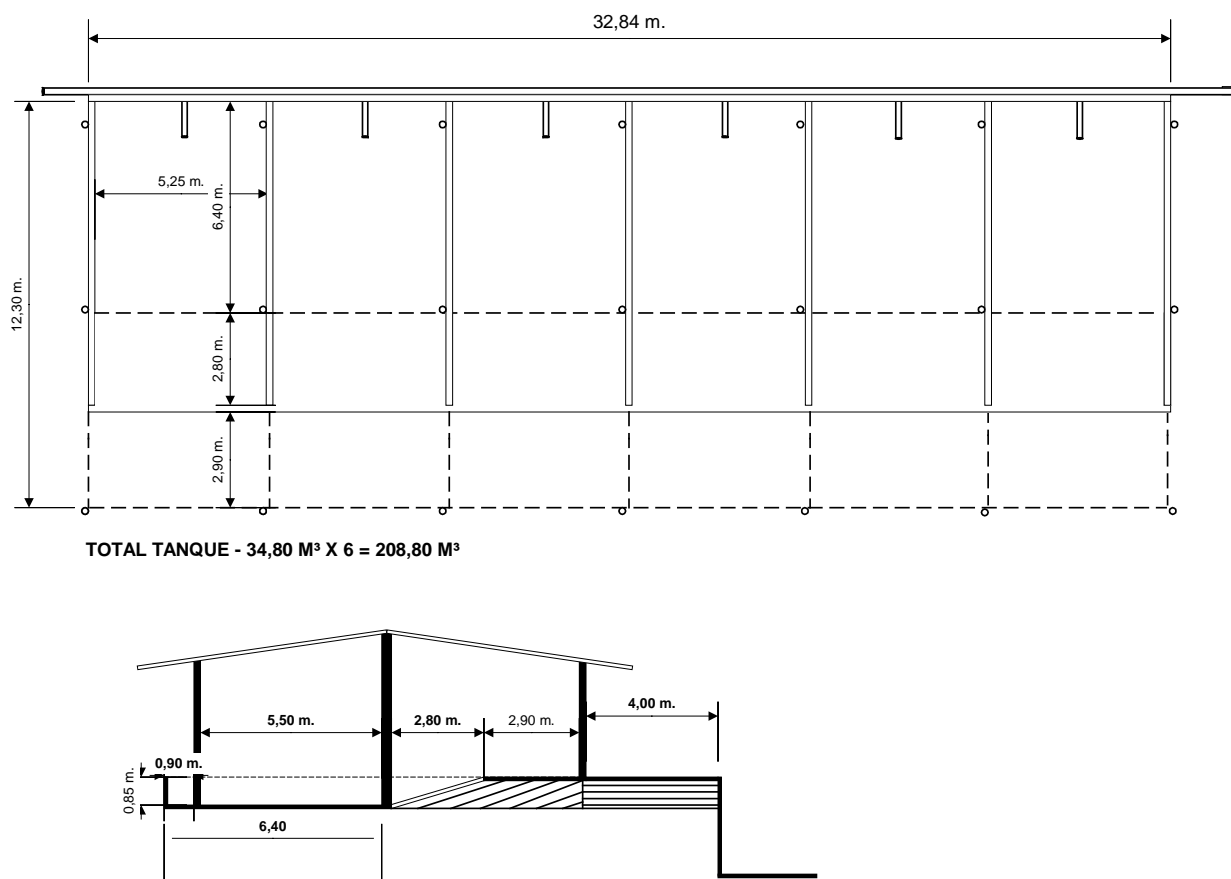 32,84 m.
5,25 m.
6,40 m.
12,30 m.
2,80 m.
2,90 m.
TOTAL TANQUE - 34,80 M³ X 6 = 208,80 M³
4,00 m.
5,50 m.
2,80 m.
2,90 m.
0,90 m.
0,85 m.
6,40